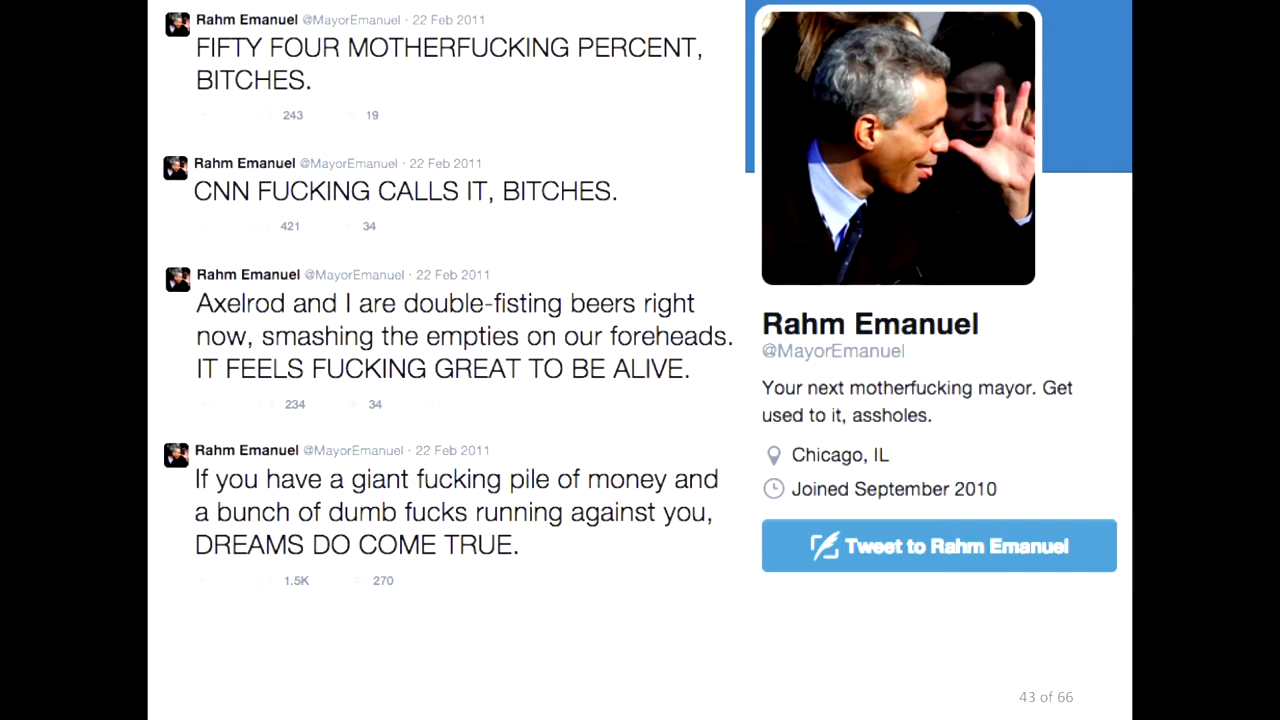 Rahm Emanuel @MayorEmanuel · 22 Feb 2011
FIFTY FOUR MOTHERFUCKING PERCENT,
BITCHES.
243 19
Rahm Emanuel @MayorEmanuel · 22 Feb 2011
CNN FUCKING CALLS IT, BITCHES.
421 34
Rahm Emanuel @MayorEmanuel · 22 Feb 2011
Axelrod and I are double-fisting beers right
now, smashing the empties on our foreheads.
IT FEELS FUCKING GREAT TO BE ALIVE.
234 34
Rahm Emanuel @MayorEmanuel · 22 Feb 2011
If you have a giant fucking pile of money and
a bunch of dumb fucks running against you,
DREAMS DO COME TRUE.
1.5K 270
Rahm Emanuel
@MayorEmanuel
Your next motherfucking mayor. Get
used to it, assholes.
Chicago, IL
Joined September 2010
Tweet to Rahm Emanuel
43 of 66